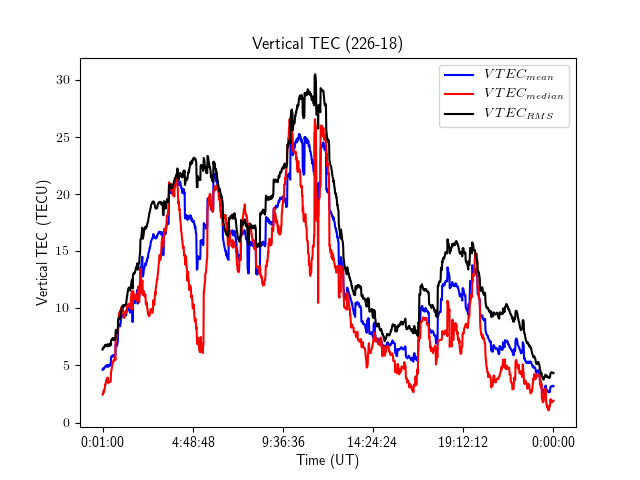 Vertical TEC (226-18)
VTEC_mean
VTEC_median
VTEC_RMS
Vertical TEC (TECU)
30
25
20
15
10
5
0
0:01:00 4:48:48 9:36:36 14:24:24 19:12:12 0:00:00
Time (UT)